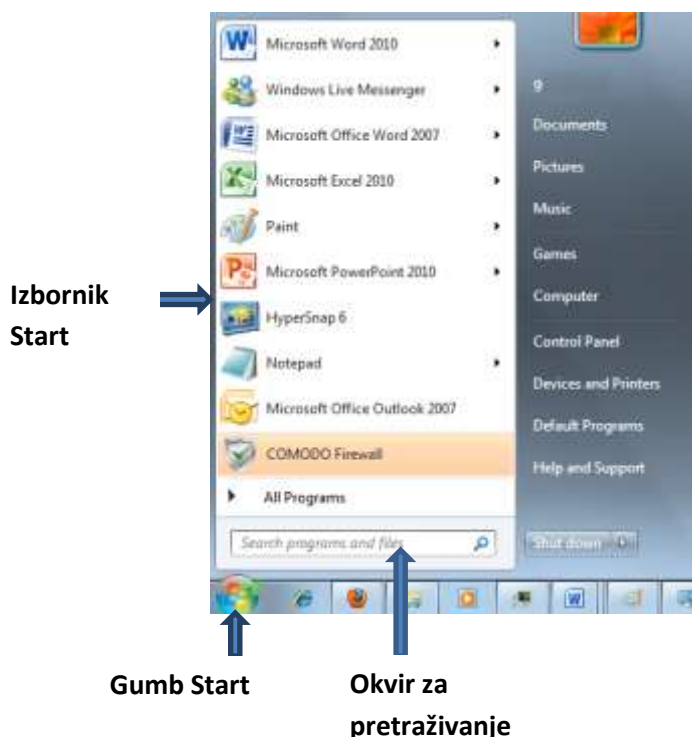 Microsoft Word 2010
Windows Live Messenger
Microsoft Office Word 2007
Microsoft Excel 2010
Paint
Microsoft PowerPoint 2010
HyperSnap 6
Notepad
Microsoft Office Outlook 2007
COMODO Firewall
All Programs
Search programs and files
9
Documents
Pictures
Music
Games
Computer
Control Panel
Devices and Printers
Default Programs
Help and Support
Shut down
Izbornik
Start
Gumb Start
Okvir za
pretraživanje